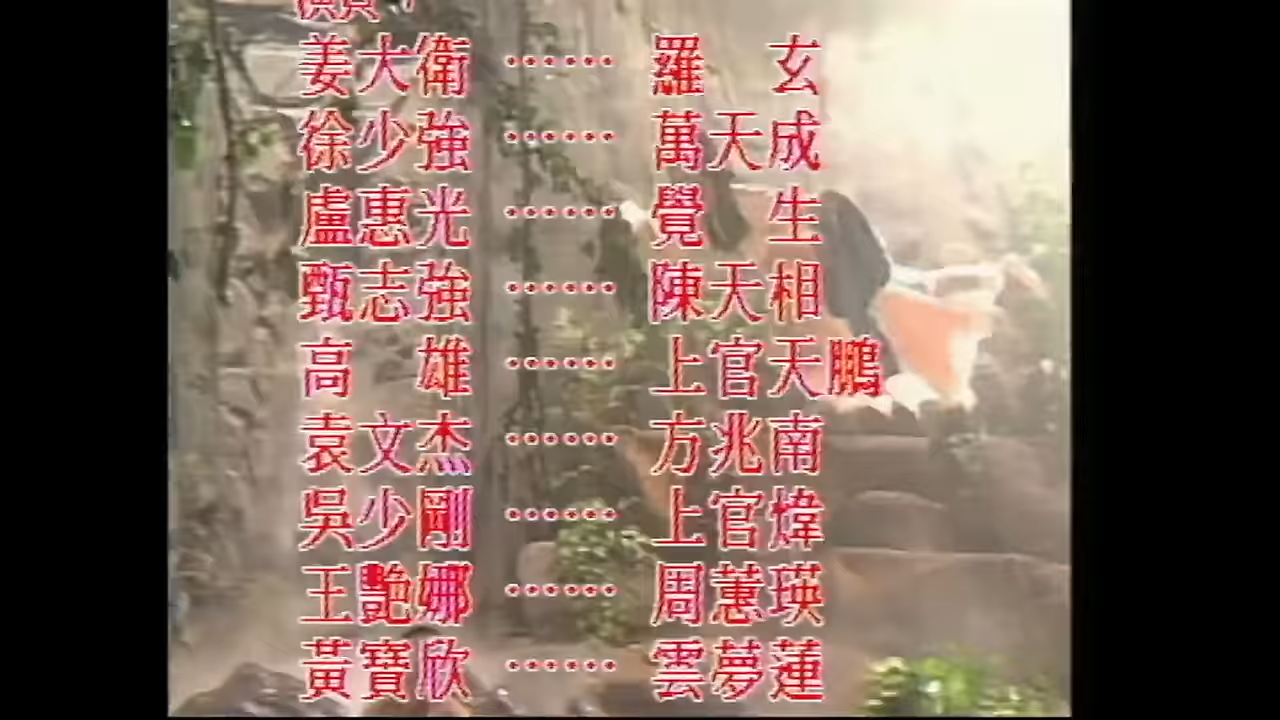 演員：
姜大衛 ⋯⋯ 羅玄
徐少強 ⋯⋯ 萬天成
盧惠光 ⋯⋯ 覺生
甄志強 ⋯⋯ 陳天相
高雄 ⋯⋯ 上官天鵬
袁文杰 ⋯⋯ 方兆南
吳少剛 ⋯⋯ 上官煒
王艷娜 ⋯⋯ 周蕙瑛
黃寶欣 ⋯⋯ 雲夢蓮